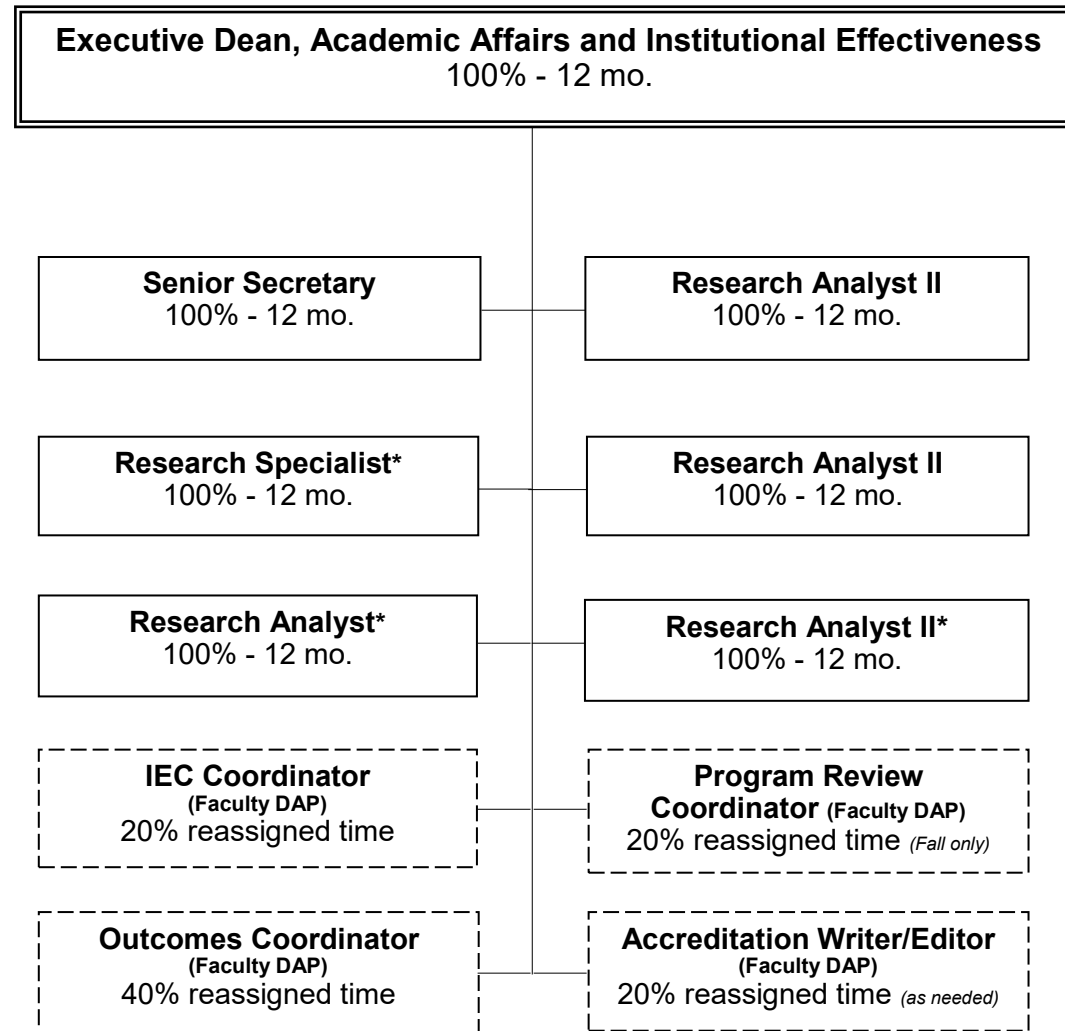 Executive Dean, Academic Affairs and Institutional Effectiveness
100% - 12 mo.
Senior Secretary
100% - 12 mo.
Research Analyst II
100% - 12 mo.
Research Specialist*
100% - 12 mo.
Research Analyst II
100% - 12 mo.
Research Analyst*
100% - 12 mo.
Research Analyst II*
100% - 12 mo.
IEC Coordinator
(Faculty DAP)
20% reassigned time
Program Review
Coordinator (Faculty DAP)
20% reassigned time (Fall only)
Outcomes Coordinator
(Faculty DAP)
40% reassigned time
Accreditation Writer/Editor
(Faculty DAP)
20% reassigned time (as needed)